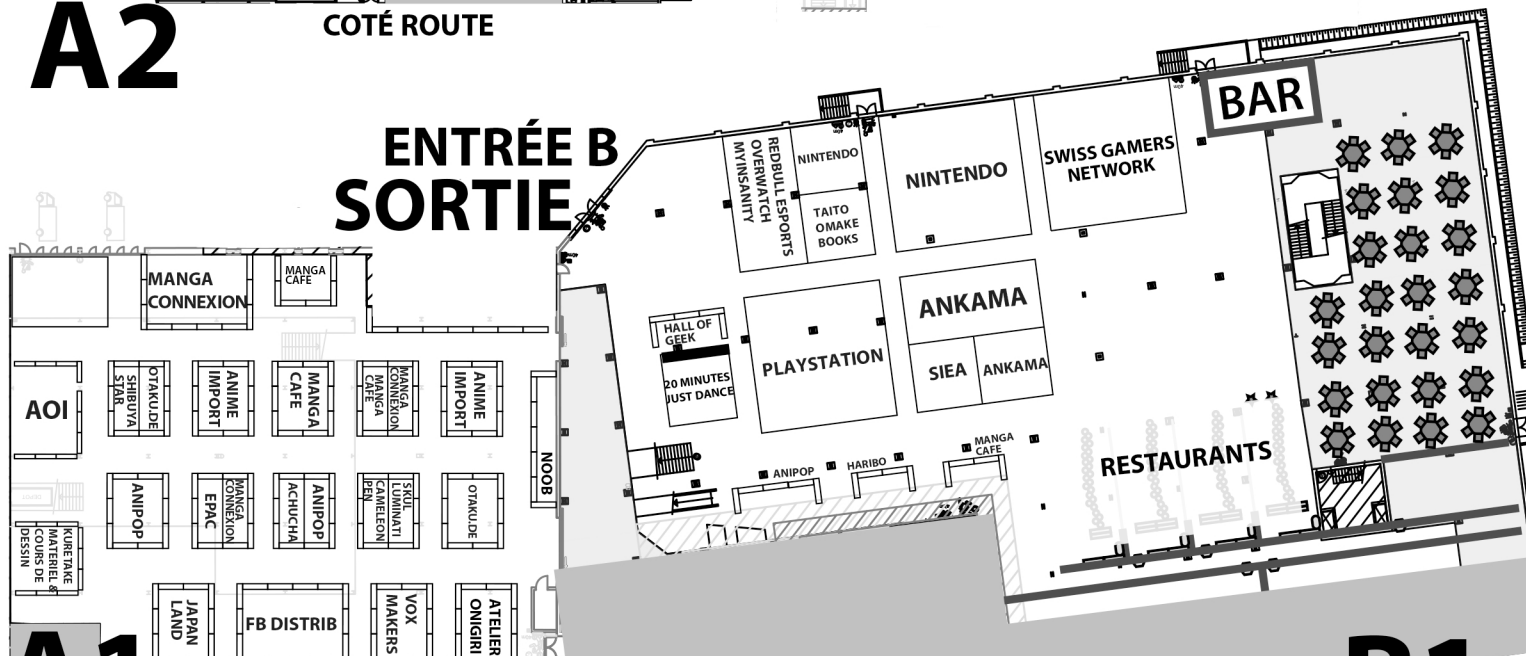 A2
COTÉ ROUTE
ENTRÉE B
SORTIE
BAR
REDBULL ESPORTS
OVERWATCH
MYINSANITY
NINTENDO
TAITO
OMAKE
BOOKS
NINTENDO
SWISS GAMERS
NETWORK
MANGA
CONNEXION
MANGA
CAFE
ANKAMA
HALL OF
GEEK
PLAYSTATION
SIEA
ANKAMA
20 MINUTES
JUST DANCE
AOI
OTAKU.DE
SHIBUYA
STAR
ANIME
IMPORT
MANGA
CAFE
MANGA
CONNEXION
MANGA
CAFE
ANIME
IMPORT
NOOB
ANIPOP
HARIBO
MANGA
CAFE
RESTAURANTS
ANIPOP
MANGA
CONNEXION
EPAC
ANIPOP
ACHUCHA
SKUL
LUMINATI
CAMELEON
PEN
OTAKU.DE
KURETAKE
MATERIEL &
COURS DE
DESSIN
JAPAN
LAND
FB DISTRIB
VOX
MAKERS
ATELIER
ONIGIRI
A1
B1